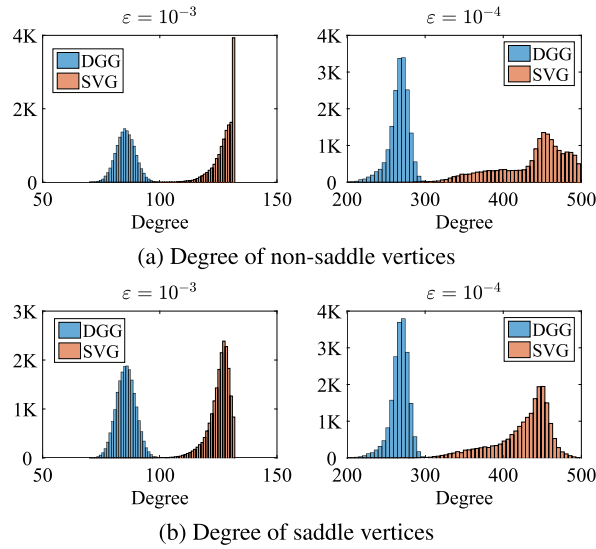 ε = 10⁻³
4K
2K
0
DGG
SVG
50
100
150
Degree
ε = 10⁻⁴
4K
3K
2K
1K
0
DGG
SVG
200
300
400
500
Degree
(a) Degree of non-saddle vertices
ε = 10⁻³
3K
2K
1K
0
DGG
SVG
50
100
150
Degree
ε = 10⁻⁴
4K
3K
2K
1K
0
DGG
SVG
200
300
400
500
Degree
(b) Degree of saddle vertices